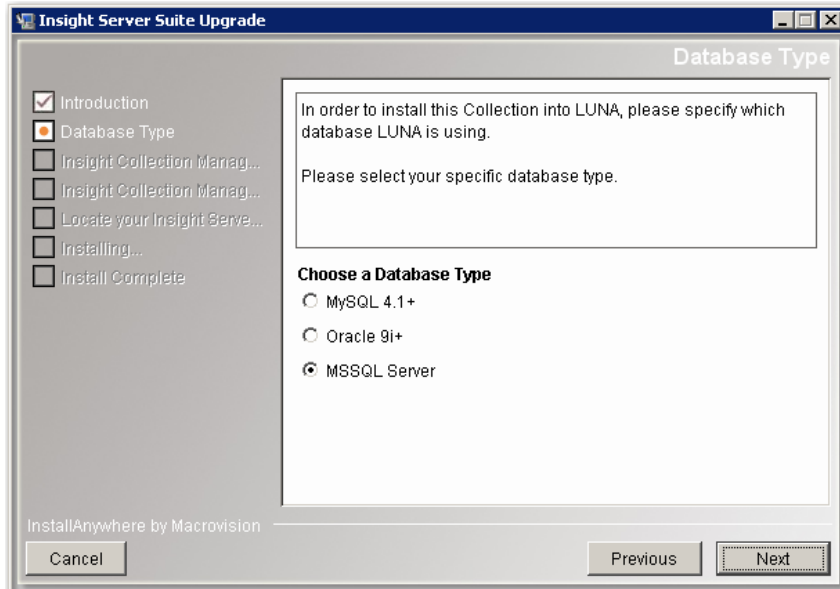 Insight Server Suite Upgrade
Database Type
Introduction
Database Type
Insight Collection Manag...
Insight Collection Manag...
Locate your Insight Serve...
Installing...
Install Complete
In order to install this Collection into LUNA, please specify which
database LUNA is using.
Please select your specific database type.
Choose a Database Type
MySQL 4.1+
Oracle 9i+
MSSQL Server
InstallAnywhere by Macrovision
Cancel
Previous
Next